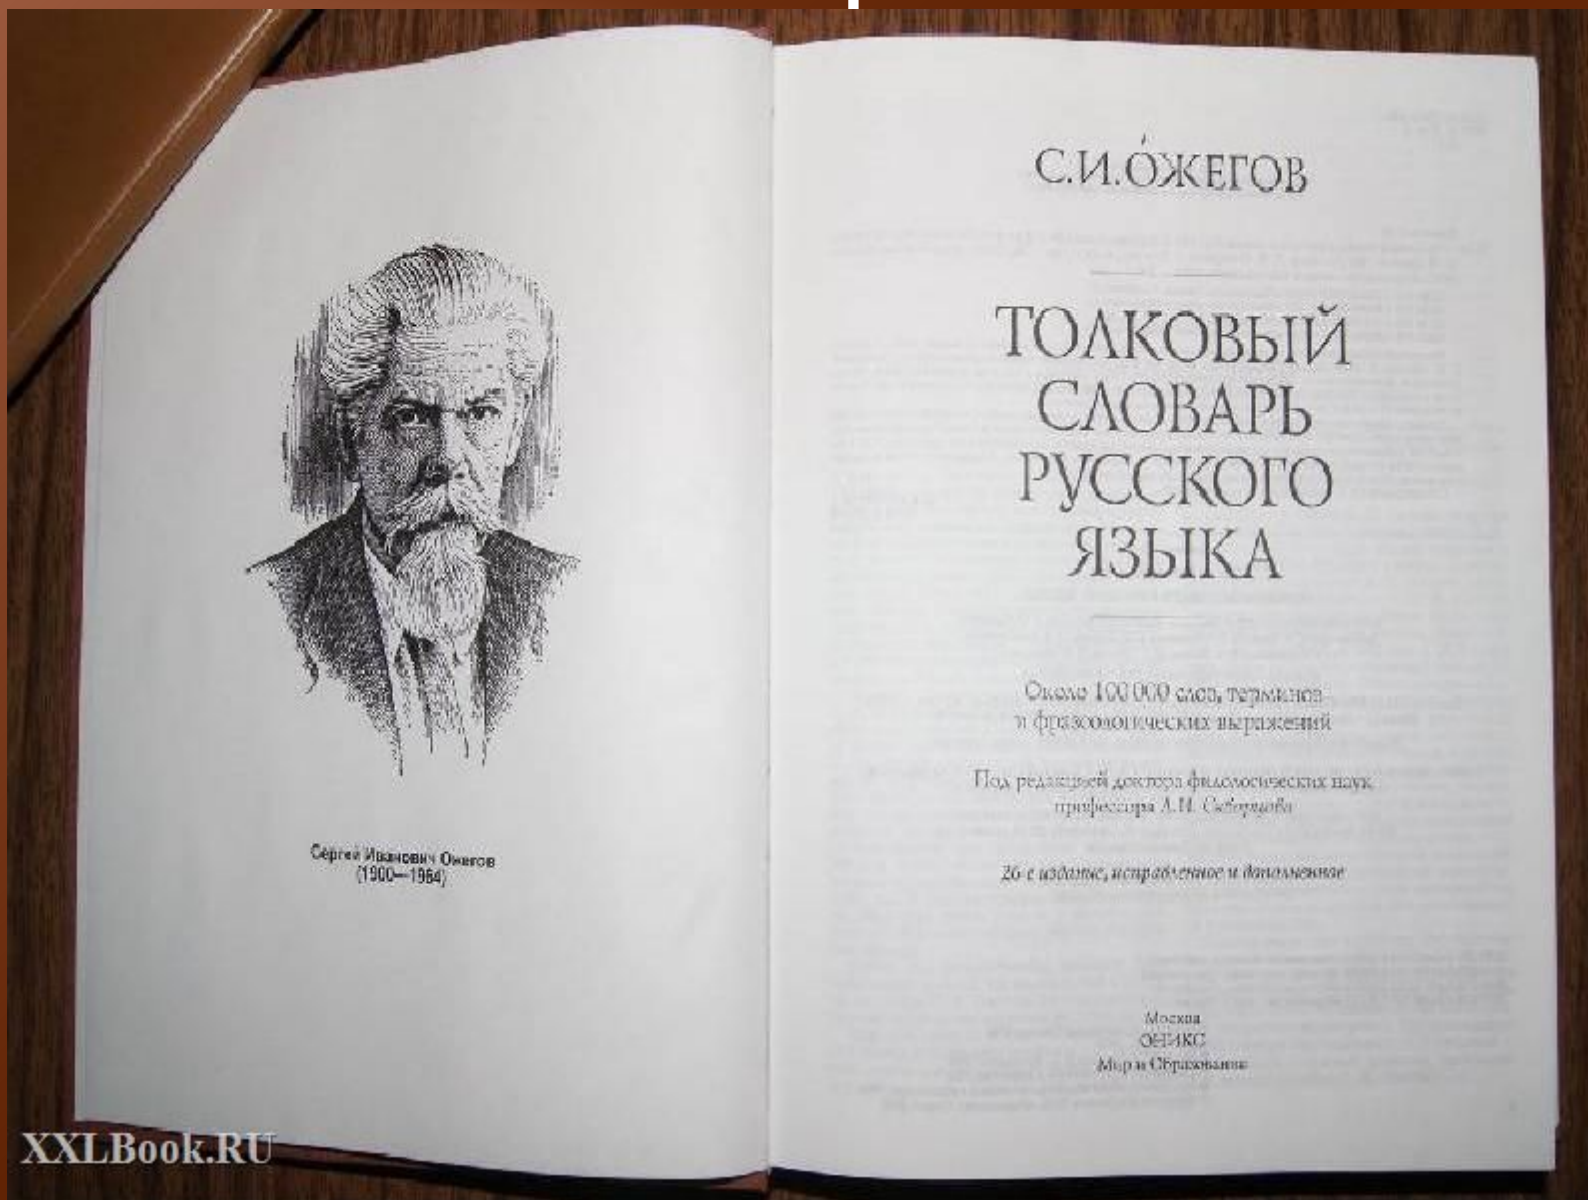 Сергей Иванович Ожегов
(1900—1964)
С.И.О́ЖЕГОВ
ТОЛКОВЫЙ
СЛОВАРЬ
РУССКОГО
ЯЗЫКА
Около 100 000 слов, терминов
и фразеологических выражений
Под редакцией доктора филологических наук,
профессора Л.И. Скворцова
26-е издание, исправленное и дополненное
Москва
ОНИКС
Мир и Образование
XXLBook.RU